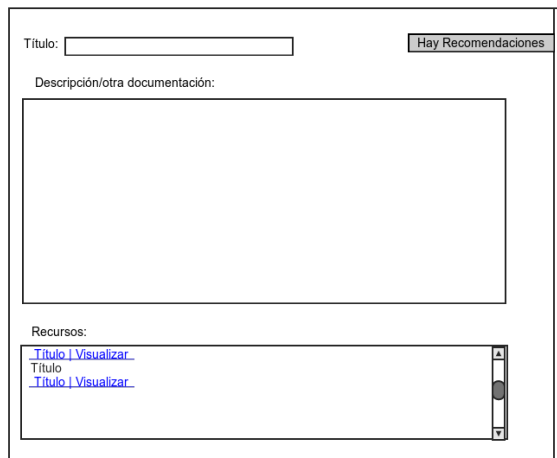 Título:
Hay Recomendaciones
Descripción/otra documentación:
Recursos:
Título | Visualizar
Título
Título | Visualizar